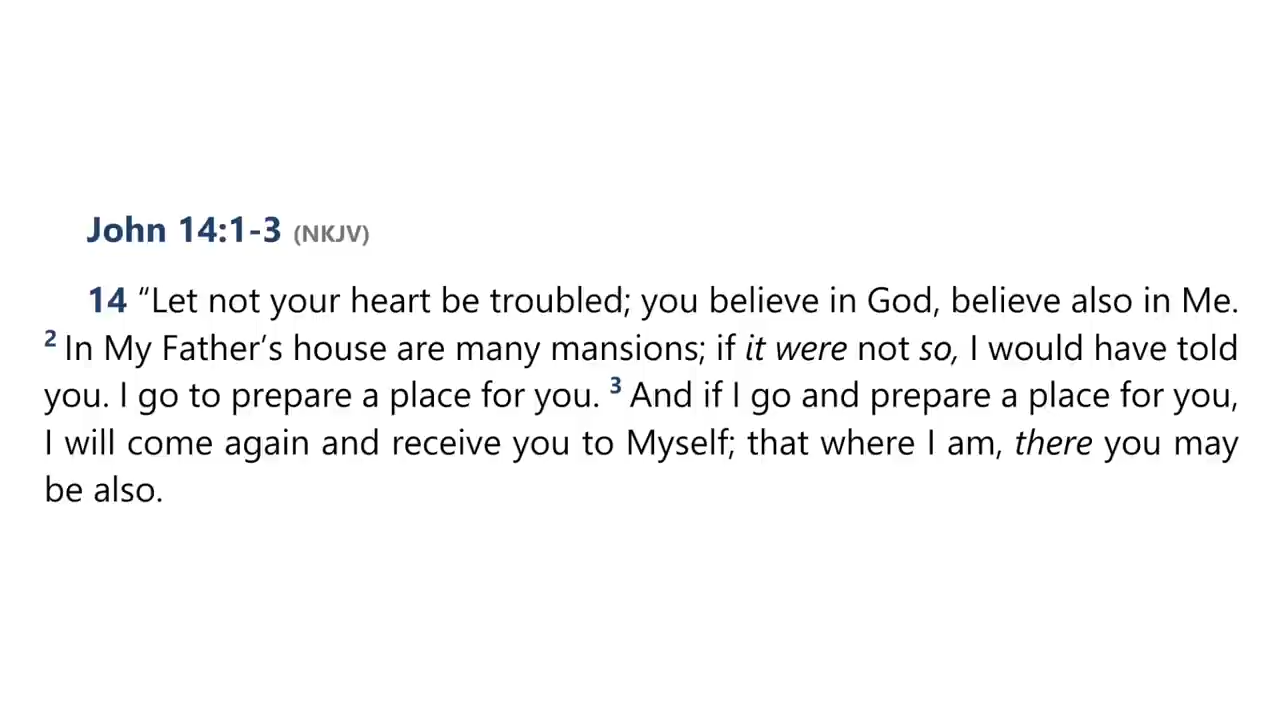 John 14:1-3 (NKJV)
14 “Let not your heart be troubled; you believe in God, believe also in Me.
2 In My Father’s house are many mansions; if it were not so, I would have told
you. I go to prepare a place for you. 3 And if I go and prepare a place for you,
I will come again and receive you to Myself; that where I am, there you may
be also.